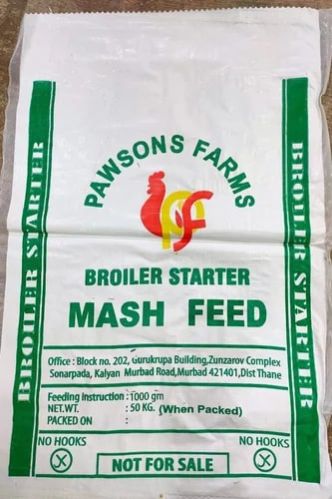 PAWSONS FARMS
PF
BROILER STARTER
BROILER STARTER
BROILER STARTER
MASH FEED
Office : Block no. 202, Gurukrupa Building,Zunzarov Complex
Sonarpada, Kalyan Murbad Road,Murbad 421401,Dist Thane
Feeding Instruction : 1000 gm
NET.WT. : 50 KG. (When Packed)
PACKED ON :
NO HOOKS
NO HOOKS
NOT FOR SALE